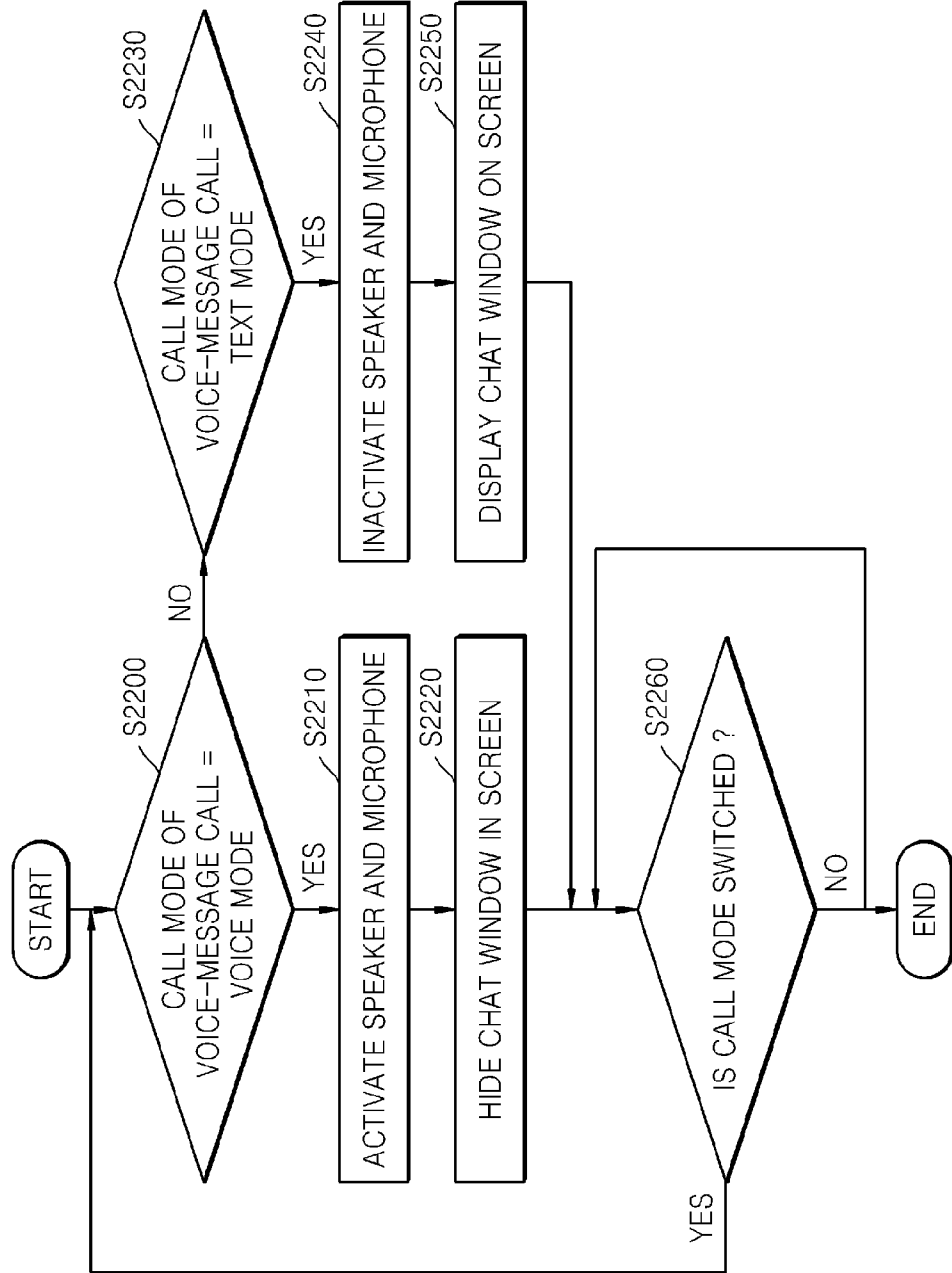 START
CALL MODE OF
VOICE-MESSAGE CALL =
VOICE MODE
S2200
NO
YES
CALL MODE OF
VOICE-MESSAGE CALL =
TEXT MODE
S2230
YES
ACTIVATE SPEAKER AND MICROPHONE
S2210
INACTIVATE SPEAKER AND MICROPHONE
S2240
HIDE CHAT WINDOW IN SCREEN
S2220
DISPLAY CHAT WINDOW ON SCREEN
S2250
IS CALL MODE SWITCHED ?
S2260
YES
NO
END